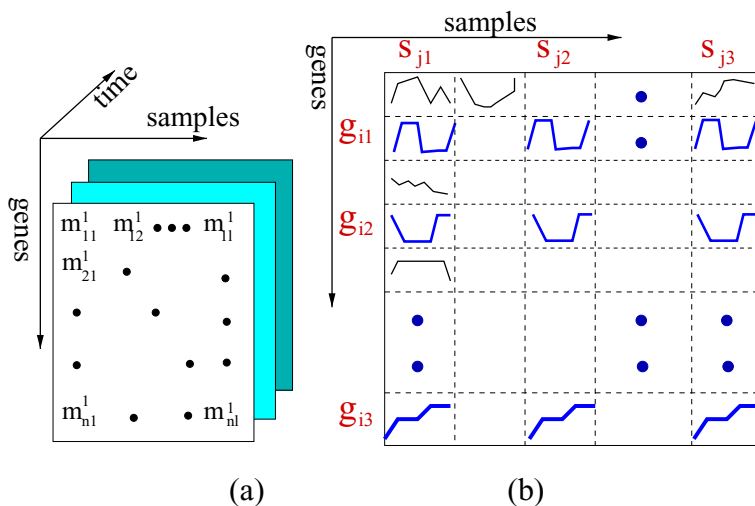 time
samples
genes
m¹₁₁ m¹₁₂ m¹₁ₗ
m¹₂₁
m¹ₙ₁ m¹ₙₗ
(a)
samples
genes
s_j1 s_j2 s_j3
g_i1
g_i2
g_i3
(b)